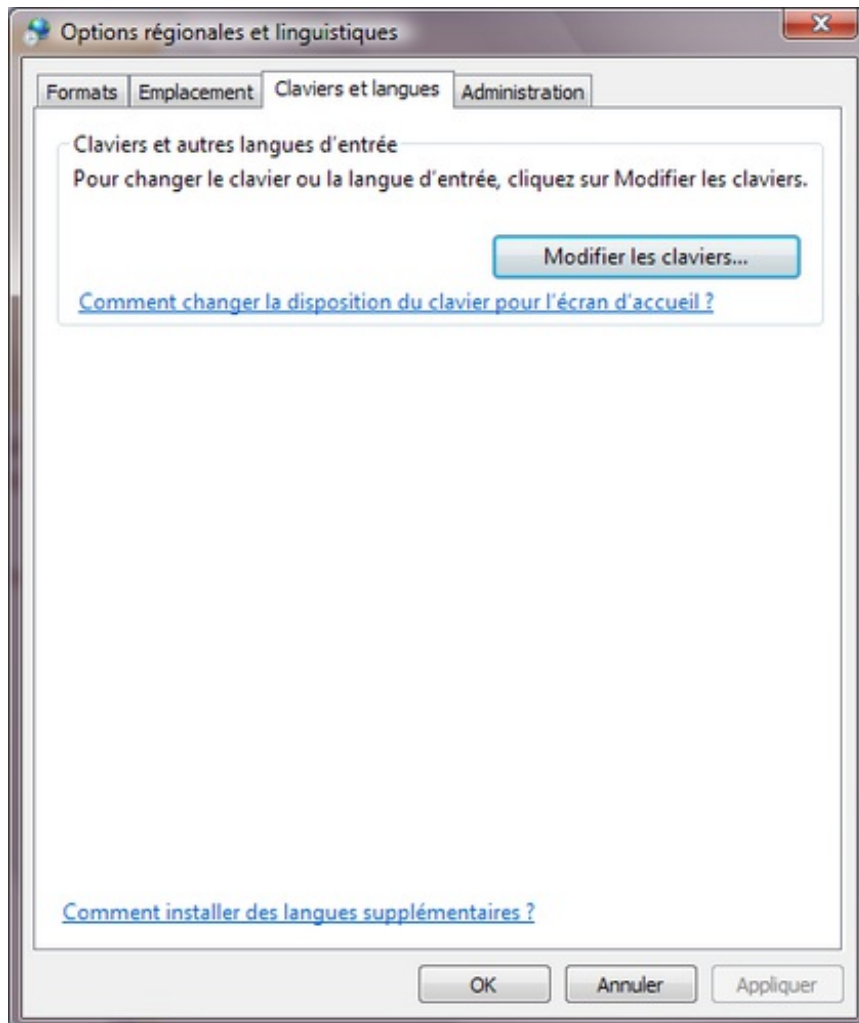 Options régionales et linguistiques
Formats Emplacement Claviers et langues Administration
Claviers et autres langues d'entrée
Pour changer le clavier ou la langue d'entrée, cliquez sur Modifier les claviers.
Modifier les claviers...
Comment changer la disposition du clavier pour l'écran d'accueil ?
Comment installer des langues supplémentaires ?
OK Annuler Appliquer